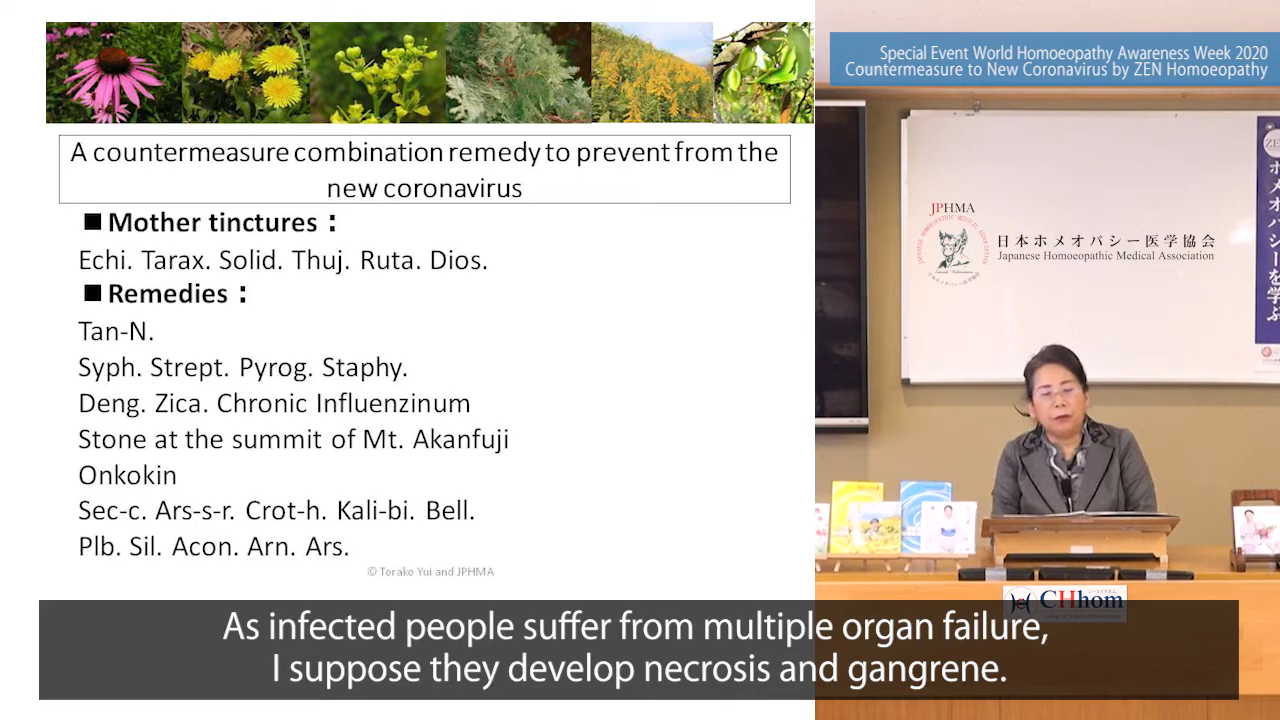 Special Event World Homoeopathy Awareness Week 2020
Countermeasure to New Coronavirus by ZEN Homoeopathy
A countermeasure combination remedy to prevent from the
new coronavirus
■ Mother tinctures：
Echi. Tarax. Solid. Thuj. Ruta. Dios.
■ Remedies：
Tan-N.
Syph. Strept. Pyrog. Staphy.
Deng. Zica. Chronic Influenzinum
Stone at the summit of Mt. Akanfuji
Onkokin
Sec-c. Ars-s-r. Crot-h. Kali-bi. Bell.
Plb. Sil. Acon. Arn. Ars.
© Torako Yui and JPHMA
JPHMA
日本ホメオパシー医学協会
Japanese Homoeopathic Medical Association
ZE
ホメオパシーを学ぶ
CHhom
As infected people suffer from multiple organ failure,
I suppose they develop necrosis and gangrene.